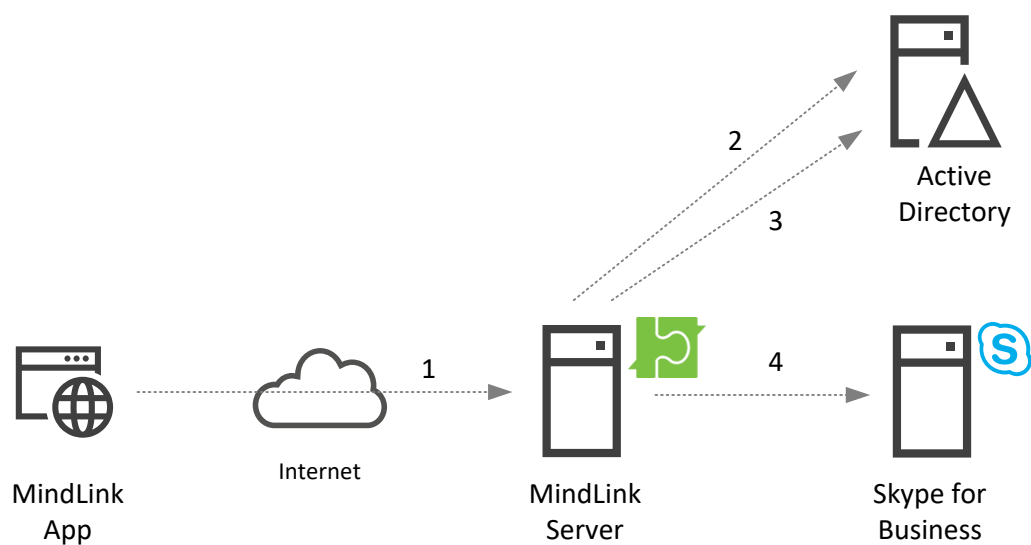 2
Active
Directory
3
1
4
S
Internet
MindLink
App
MindLink
Server
Skype for
Business